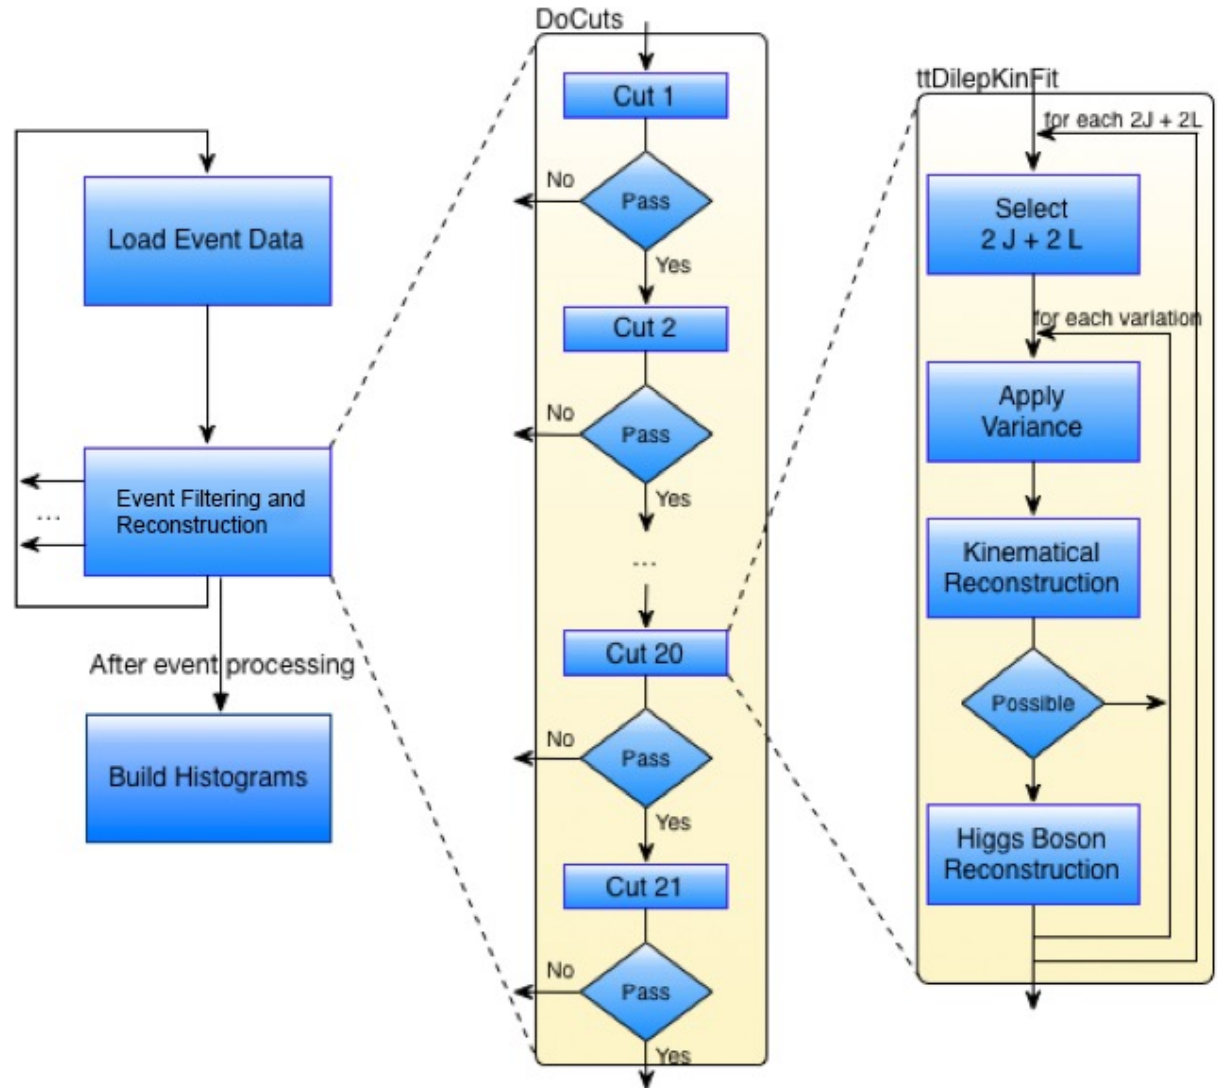 Load Event Data
Event Filtering and
Reconstruction
...
After event processing
Build Histograms
DoCuts
Cut 1
No
Pass
Yes
Cut 2
No
Pass
Yes
...
Cut 20
No
Pass
Yes
Cut 21
No
Pass
Yes
ttDilepKinFit
for each 2J + 2L
Select
2 J + 2 L
for each variation
Apply
Variance
Kinematical
Reconstruction
Possible
Higgs Boson
Reconstruction